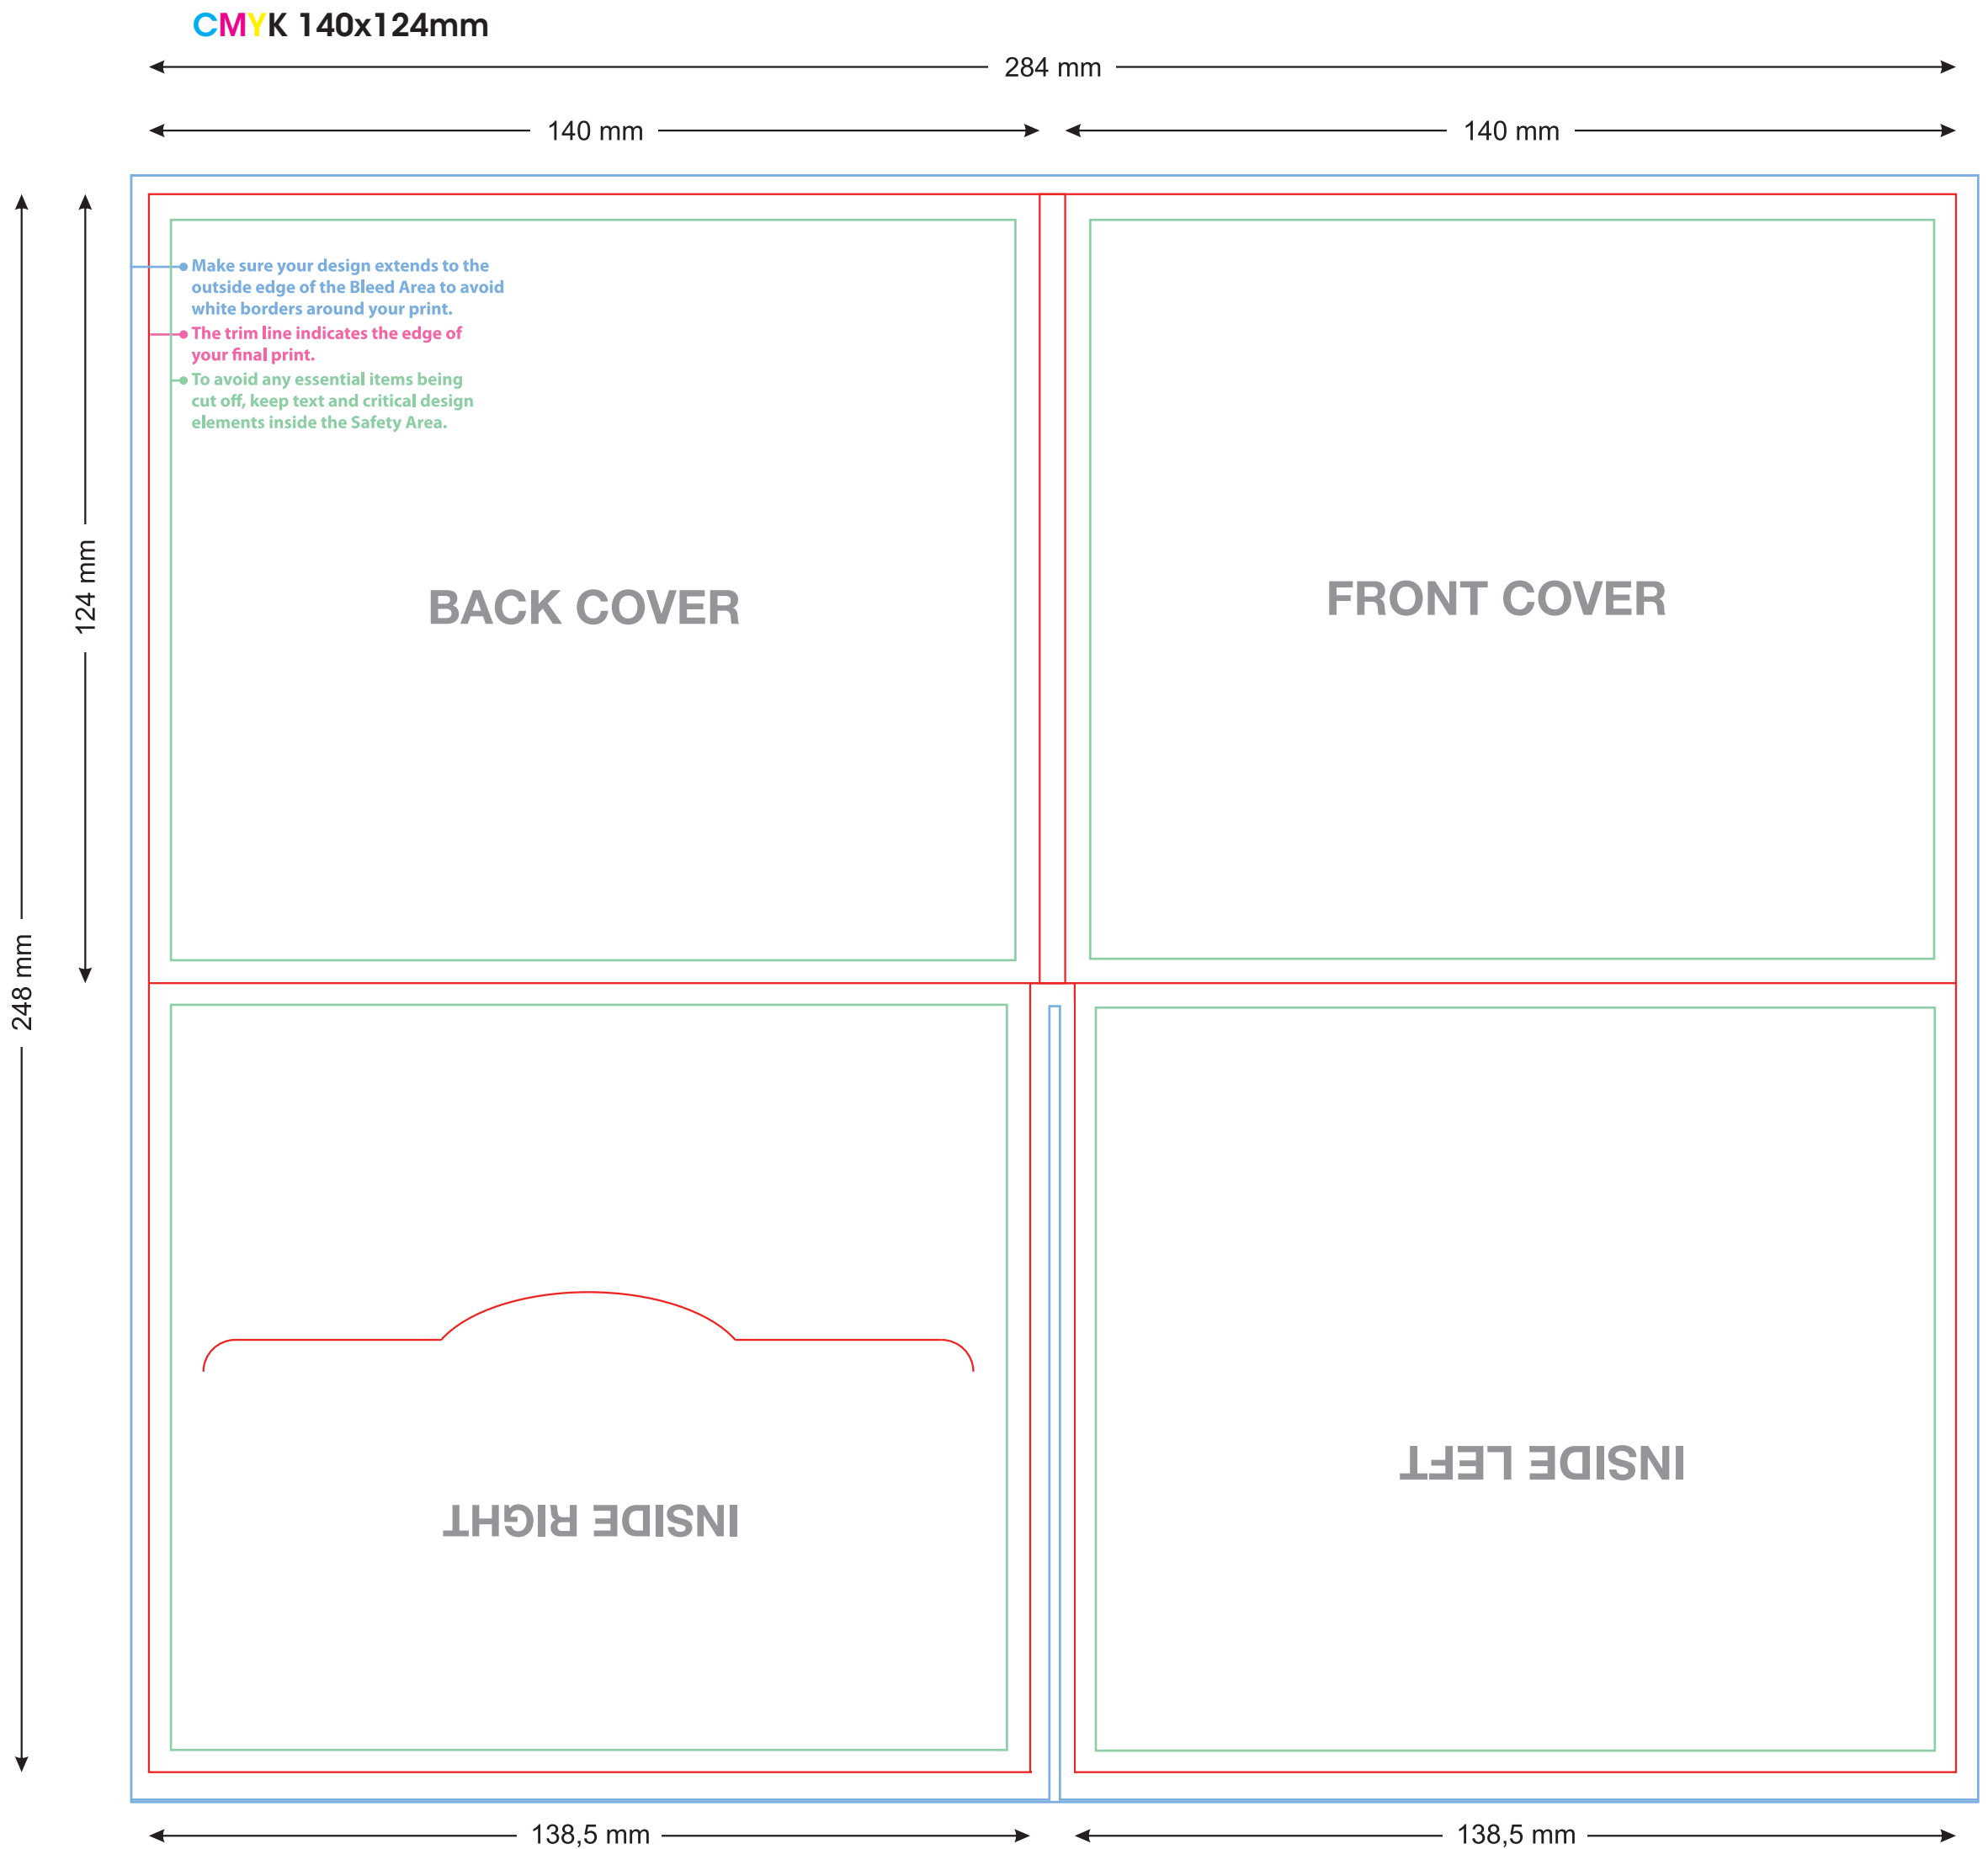 CMYK 140x124mm
284 mm
140 mm
140 mm
248 mm
124 mm
Make sure your design extends to the
outside edge of the Bleed Area to avoid
white borders around your print.
The trim line indicates the edge of
your final print.
To avoid any essential items being
cut off, keep text and critical design
elements inside the Safety Area.
BACK COVER
FRONT COVER
INSIDE RIGHT
INSIDE LEFT
138,5 mm
138,5 mm